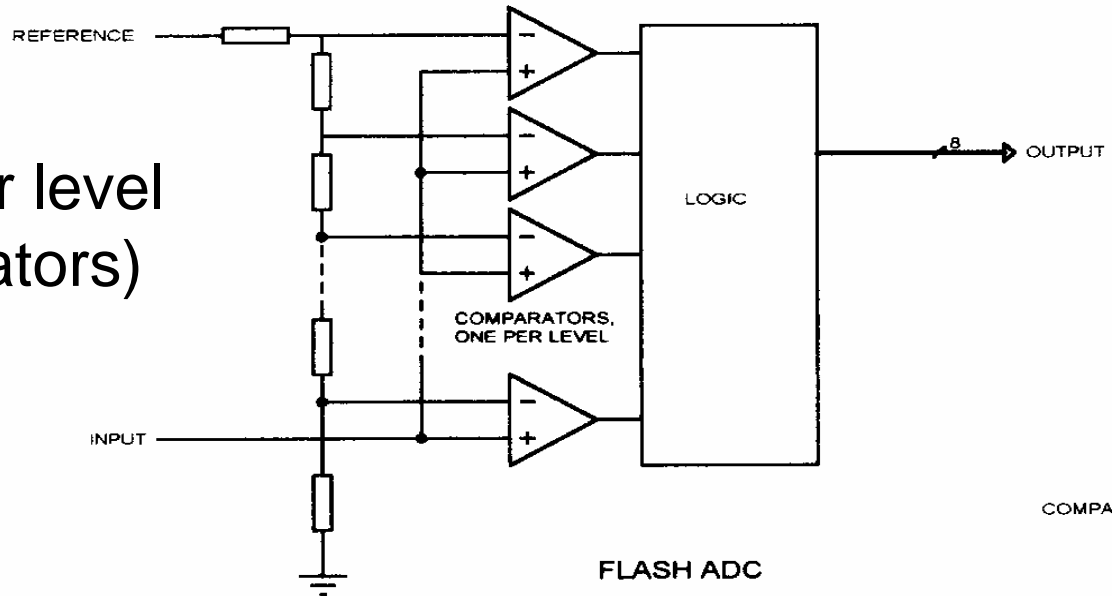 REFERENCE
r level
ators)
COMPARATORS,
ONE PER LEVEL
LOGIC
8
OUTPUT
INPUT
COMPA
FLASH ADC